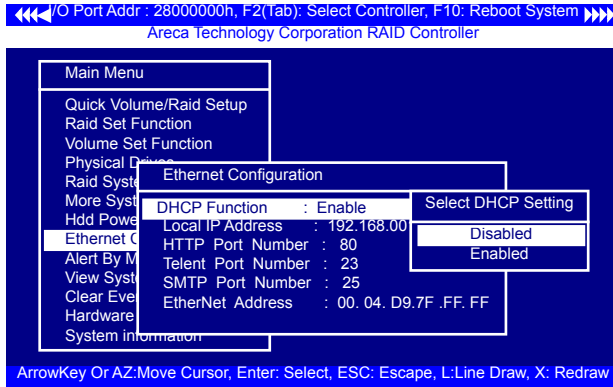 I/O Port Addr : 28000000h, F2(Tab): Select Controller, F10: Reboot System
Areca Technology Corporation RAID Controller
Main Menu
Quick Volume/Raid Setup
Raid Set Function
Volume Set Function
Physical Drives
Raid Syste
More Syst
Hdd Powe
Ethernet C
Alert By M
View Syste
Clear Eve
Hardware
System information
Ethernet Configuration
DHCP Function : Enable
Local IP Address : 192.168.00
HTTP Port Number : 80
Telent Port Number : 23
SMTP Port Number : 25
EtherNet Address : 00. 04. D9.7F .FF. FF
Select DHCP Setting
Disabled
Enabled
ArrowKey Or AZ:Move Cursor, Enter: Select, ESC: Escape, L:Line Draw, X: Redraw